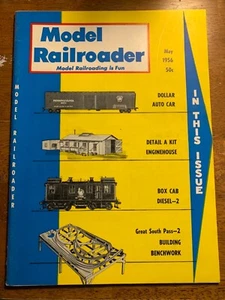 Model
Railroader
Model Railroading is Fun
May
1956
50c
DOLLAR
AUTO CAR
DETAIL A KIT
ENGINEHOUSE
BOX CAB
DIESEL—2
Great South Pass—2
BUILDING
BENCHWORK
IN THIS ISSUE
MODEL RAILROADER